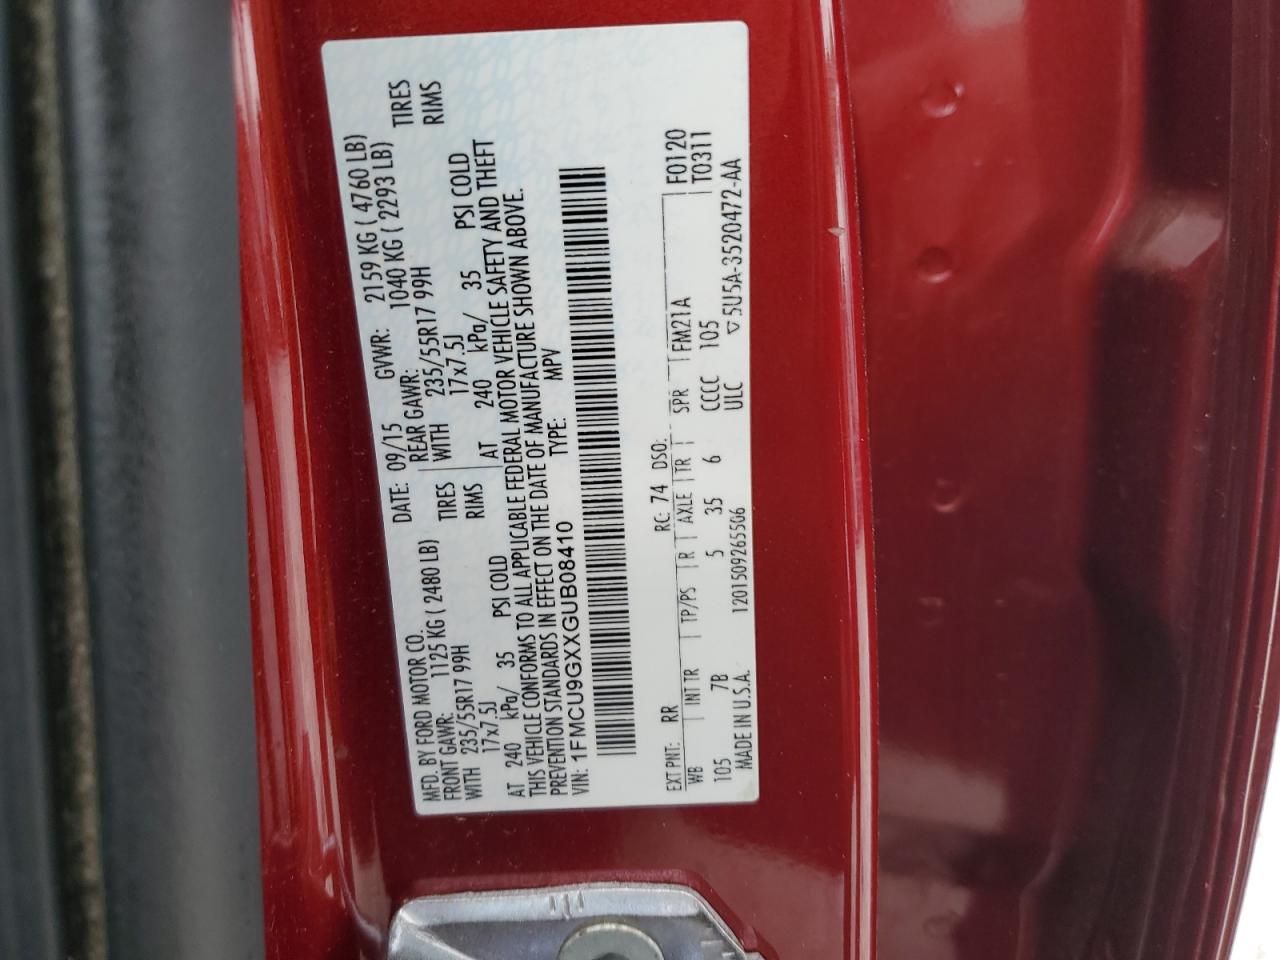 MFD. BY FORD MOTOR CO.
DATE: 09/15 GVWR: 2159 KG ( 4760 LB)
FRONT GAWR: 1125 KG ( 2480 LB) REAR GAWR: 1040 KG ( 2293 LB)
WITH 235/55R17 99H TIRES WITH 235/55R17 99H TIRES
17x7.5J RIMS 17x7.5J RIMS
AT 240 kPa/ 35 PSI COLD AT 240 kPa/ 35 PSI COLD
THIS VEHICLE CONFORMS TO ALL APPLICABLE FEDERAL MOTOR VEHICLE SAFETY AND THEFT
PREVENTION STANDARDS IN EFFECT ON THE DATE OF MANUFACTURE SHOWN ABOVE.
VIN: 1FMCU9GXXGUB08410 TYPE: MPV
EXT PNT: RR RC: 74 DSO: F0120
WB INT TR TP/PS R AXLE TR SPR FM21A T0311
105 7B 5 35 6 CCCC 105
MADE IN U.S.A. 1201509265506 ULC ▽5U5A-3520472-AA